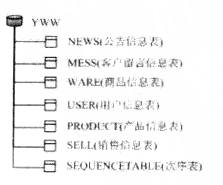 YWW
NEWS(公告信息表)
MESS(客户留言信息表)
WARE(商品信息表)
USER(用户信息表)
PRODUCT(产品信息表)
SELL(销售信息表)
SEQUENCETABLE(次序表)